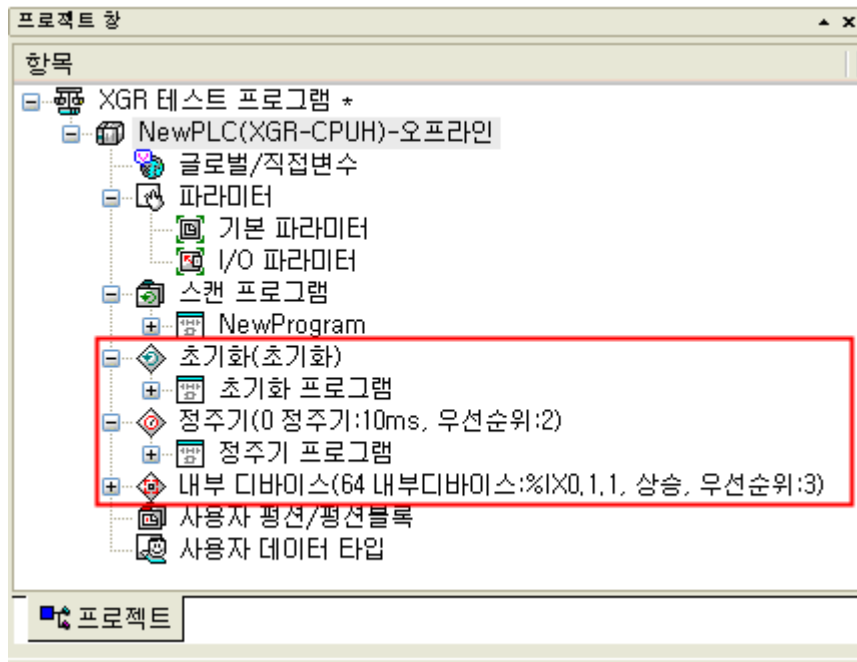 프로젝트 창
항목
XGR 테스트 프로그램 *
NewPLC(XGR-CPUH)-오프라인
글로벌/직접변수
파라미터
기본 파라미터
I/O 파라미터
스캔 프로그램
NewProgram
초기화(초기화)
초기화 프로그램
정주기(0 정주기:10ms, 우선순위:2)
정주기 프로그램
내부 디바이스(64 내부디바이스:%IX0.1.1, 상승, 우선순위:3)
사용자 펑션/펑션블록
사용자 데이터 타입
프로젝트